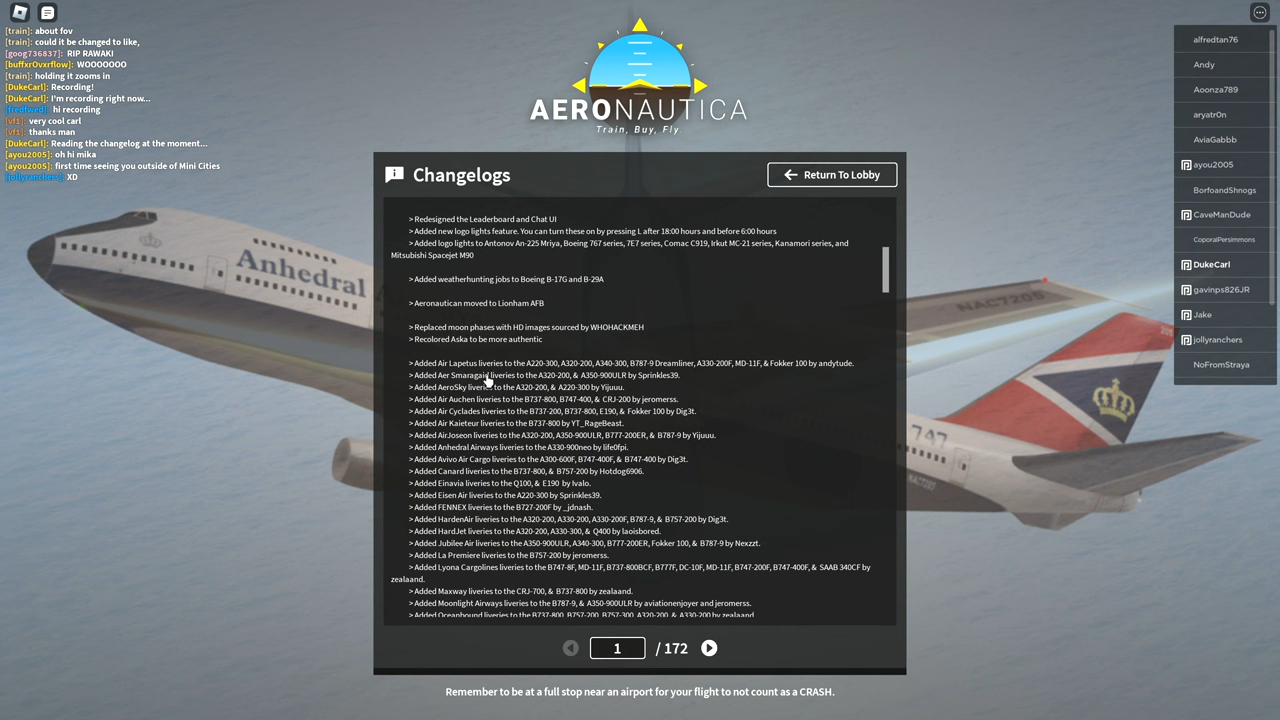 [train]: about fov
[train]: could it be changed to like,
[goog736837]: RIP RAWAKI
[buffxrOvxrflow]: WOOOOOOO
[train]: holding it zooms in
[DukeCarl]: Recording!
[DukeCarl]: I'm recording right now...
hi recording
[vf1]: very cool carl
[vf1]: thanks man
[DukeCarl]: Reading the changelog at the moment...
[ayou2005]: oh hi mika
[ayou2005]: first time seeing you outside of Mini Cities
[jollyranchers]: XD
AERONAUTICA
Train, Buy, Fly
Changelogs
Return To Lobby
> Redesigned the Leaderboard and Chat UI
> Added new logo lights feature. You can turn these on by pressing L after 18:00 hours and before 6:00 hours
> Added logo lights to Antonov An-225 Mriya, Boeing 767 series, 7E7 series, Comac C919, Irkut MC-21 series, Kanamori series, and
Mitsubishi Spacejet M90
> Added weatherhunting jobs to Boeing B-17G and B-29A
> Aeronautican moved to Lionham AFB
> Replaced moon phases with HD images sourced by WHOHACKMEH
> Recolored Aska to be more authentic
> Added Air Lapetus liveries to the A220-300, A320-200, A340-300, B787-9 Dreamliner, A330-200F, MD-11F, & Fokker 100 by andytude.
> Added Aer Smaragaid liveries to the A320-200, & A350-900ULR by Sprinkles39.
> Added AeroSky liveries to the A320-200, & A220-300 by Yijuuu.
> Added Air Auchen liveries to the B737-800, B747-400, & CRJ-200 by jeromerss.
> Added Air Cyclades liveries to the B737-200, B737-800, E190, & Fokker 100 by Dig3t.
> Added Air Kaieteur liveries to the B737-800 by YT_RageBeast.
> Added AirJoseon liveries to the A320-200, A350-900ULR, B777-200ER, & B787-9 by Yijuuu.
> Added Anhedral Airways liveries to the A330-900neo by life0fpi.
> Added Avivo Air Cargo liveries to the A300-600F, B747-400F, & B747-400 by Dig3t.
> Added Canard liveries to the B737-800, & B757-200 by Hotdog6906.
> Added Einavia liveries to the Q100, & E190 by Ivalo.
> Added Eisen Air liveries to the A220-300 by Sprinkles39.
> Added FENNEX liveries to the B727-200F by _jdnash.
> Added HardenAir liveries to the A320-200, A330-200, A330-200F, B787-9, & B757-200 by Dig3t.
> Added HardJet liveries to the A320-200, A330-300, & Q400 by laoisbored.
> Added Jubilee Air liveries to the A350-900ULR, A340-300, B777-200ER, Fokker 100, & B787-9 by Nexzzt.
> Added La Premiere liveries to the B757-200 by jeromerss.
> Added Lyona Cargolines liveries to the B747-8F, MD-11F, B737-800BCF, B777F, DC-10F, MD-11F, B747-200F, B747-400F, & SAAB 340CF by
zealaand.
> Added Maxway liveries to the CRJ-700, & B737-800 by zealaand.
> Added Moonlight Airways liveries to the B787-9, & A350-900ULR by aviationenjoyer and jeromerss.
> Added Oceanbound liveries to the B737-800, B757-200, B757-300, A320-200, & A330-200 by zealaand
1 / 172
Remember to be at a full stop near an airport for your flight to not count as a CRASH.
alfredtan76
Andy
Aoonza789
aryatr0n
AviaGabbb
ayou2005
BorfoandShnogs
CaveManDude
CoporalPersimmons
DukeCarl
gavinps826JR
Jake
jollyranchers
NoFromStraya
Anhedral
NAC7205
747